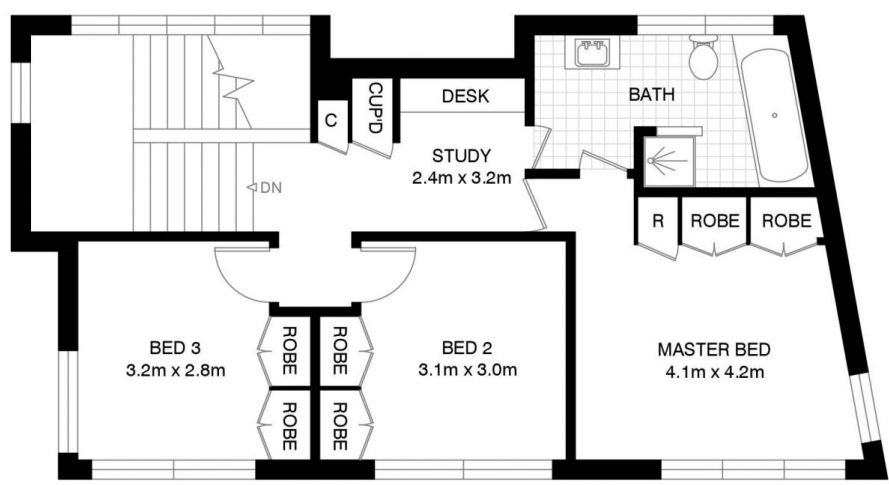 DESK
BATH
C
CUP'D
STUDY
2.4m x 3.2m
DN
R
ROBE
ROBE
BED 3
3.2m x 2.8m
ROBE
ROBE
BED 2
3.1m x 3.0m
MASTER BED
4.1m x 4.2m
ROBE
ROBE